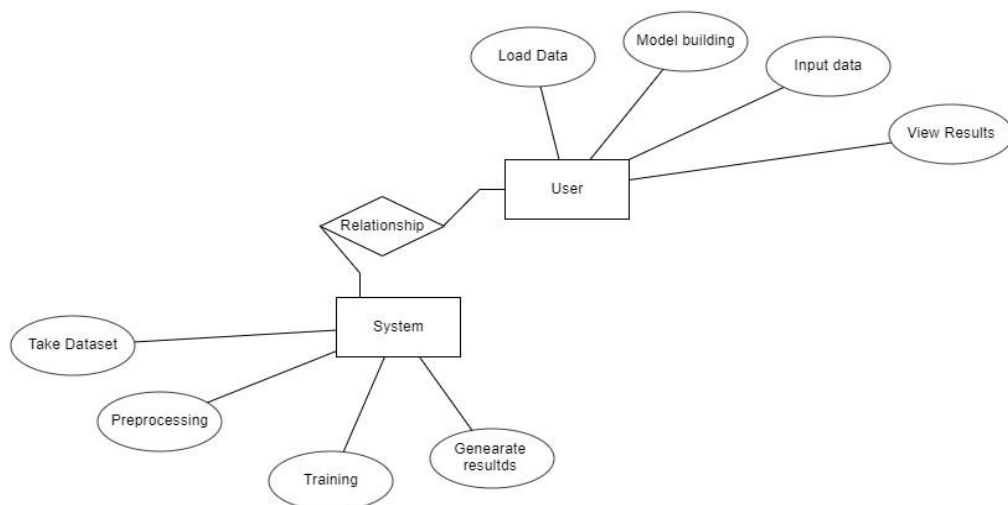 Load Data
Model building
Input data
View Results
User
Relationship
System
Take Dataset
Preprocessing
Training
Genearate
resultds